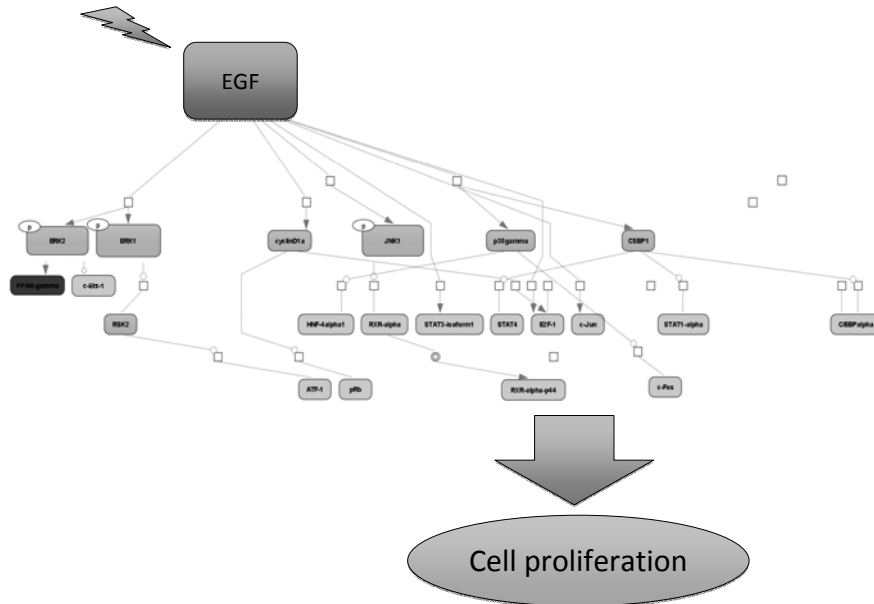 EGF
p
p
p
ERK2
ERK1
cyclinD1a
JNK1
p38gamma
CSBP1
PPAR-gamma
c-Ets-1
RSK2
HNF-4alpha1
RXR-alpha
STAT3-isoform1
STAT6
E2F-1
c-Jun
STAT1-alpha
C/EBPalpha
ATF-1
pRb
RXR-alpha-p44
c-Fos
Cell proliferation